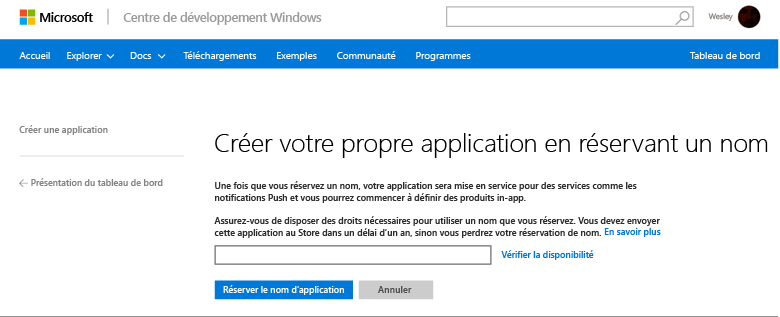 Microsoft Centre de développement Windows Wesley
Accueil Explorer Docs Téléchargements Exemples Communauté Programmes Tableau de bord
Créer une application
Créer votre propre application en réservant un nom
Présentation du tableau de bord
Une fois que vous réservez un nom, votre application sera mise en service pour des services comme les
notifications Push et vous pourrez commencer à définir des produits in-app.
Assurez-vous de disposer des droits nécessaires pour utiliser un nom que vous réservez. Vous devez envoyer
cette application au Store dans un délai d'un an, sinon vous perdrez votre réservation de nom. En savoir plus
Vérifier la disponibilité
Réserver le nom d'application Annuler